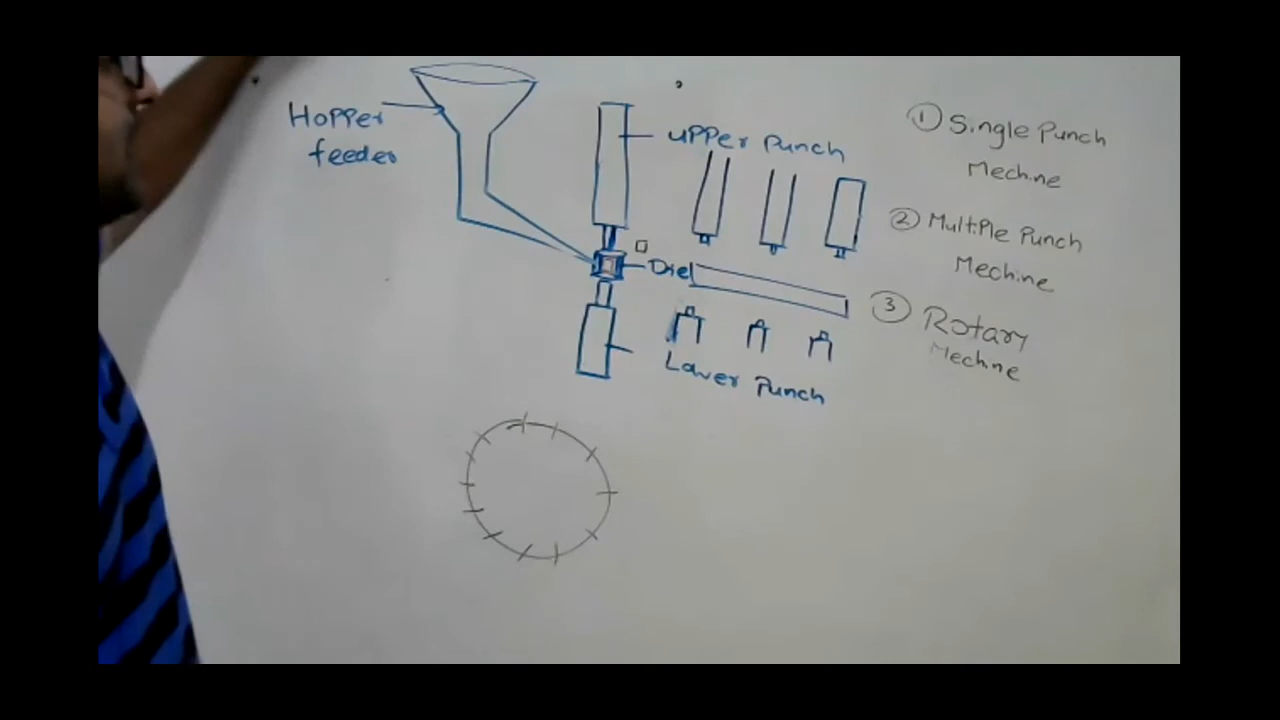 Hopper
feeder
Upper Punch
Die
Lower Punch
① Single Punch
Mechine
② Multiple Punch
Mechine
③ Rotary
Mechine